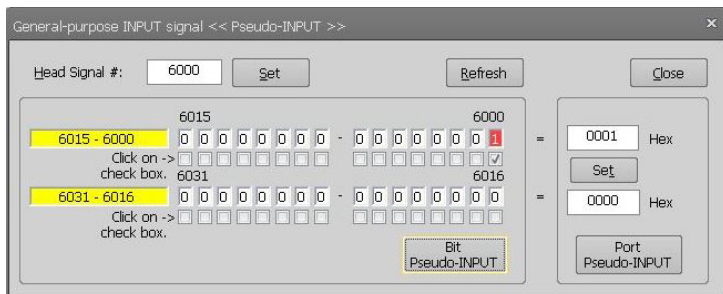 General-purpose INPUT signal << Pseudo-INPUT >>
×
Head Signal #: 6000 Set Refresh Close
6015 6000
6015 - 6000 0 0 0 0 0 0 0 0 - 0 0 0 0 0 0 0 1 = 0001 Hex
Click on ->
check box.
Set
6031 6016
6031 - 6016 0 0 0 0 0 0 0 0 - 0 0 0 0 0 0 0 0 = 0000 Hex
Click on ->
check box.
Bit
Pseudo-INPUT
Port
Pseudo-INPUT